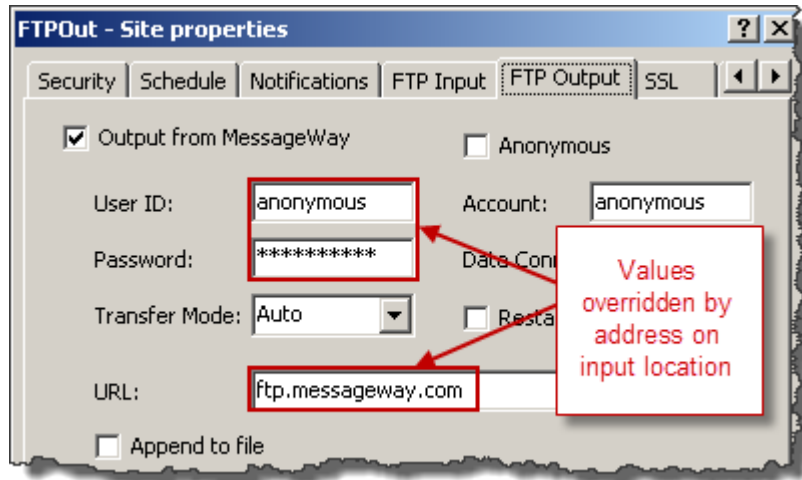 FTPOut - Site properties
Security Schedule Notifications FTP Input FTP Output SSL
Output from MessageWay
Anonymous
User ID: anonymous
Account: anonymous
Password: **********
Data
Transfer Mode: Auto
URL: ftp.messageway.com
Append to file
Values
overridden by
address on
input location